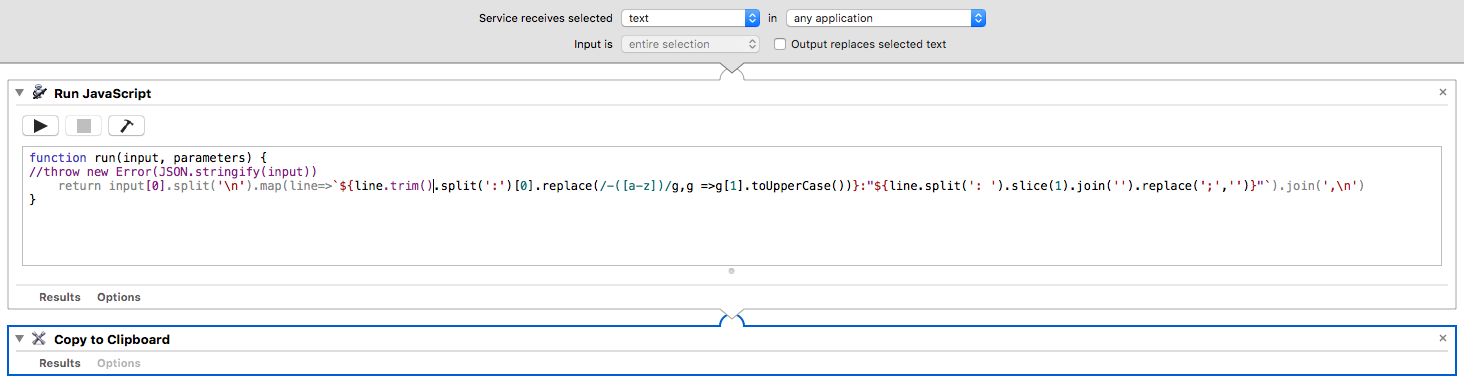 Service receives selected text in any application
Input is entire selection Output replaces selected text
Run JavaScript
function run(input, parameters) {
//throw new Error(JSON.stringify(input))
    return input[0].split('\n').map(line=>`${line.trim().split(':')[0].replace(/-([a-z])/g,g =>g[1].toUpperCase())}:"${line.split(': ').slice(1).join('').replace(';','')}"`).join(',\n')
}
Results Options
Copy to Clipboard
Results Options